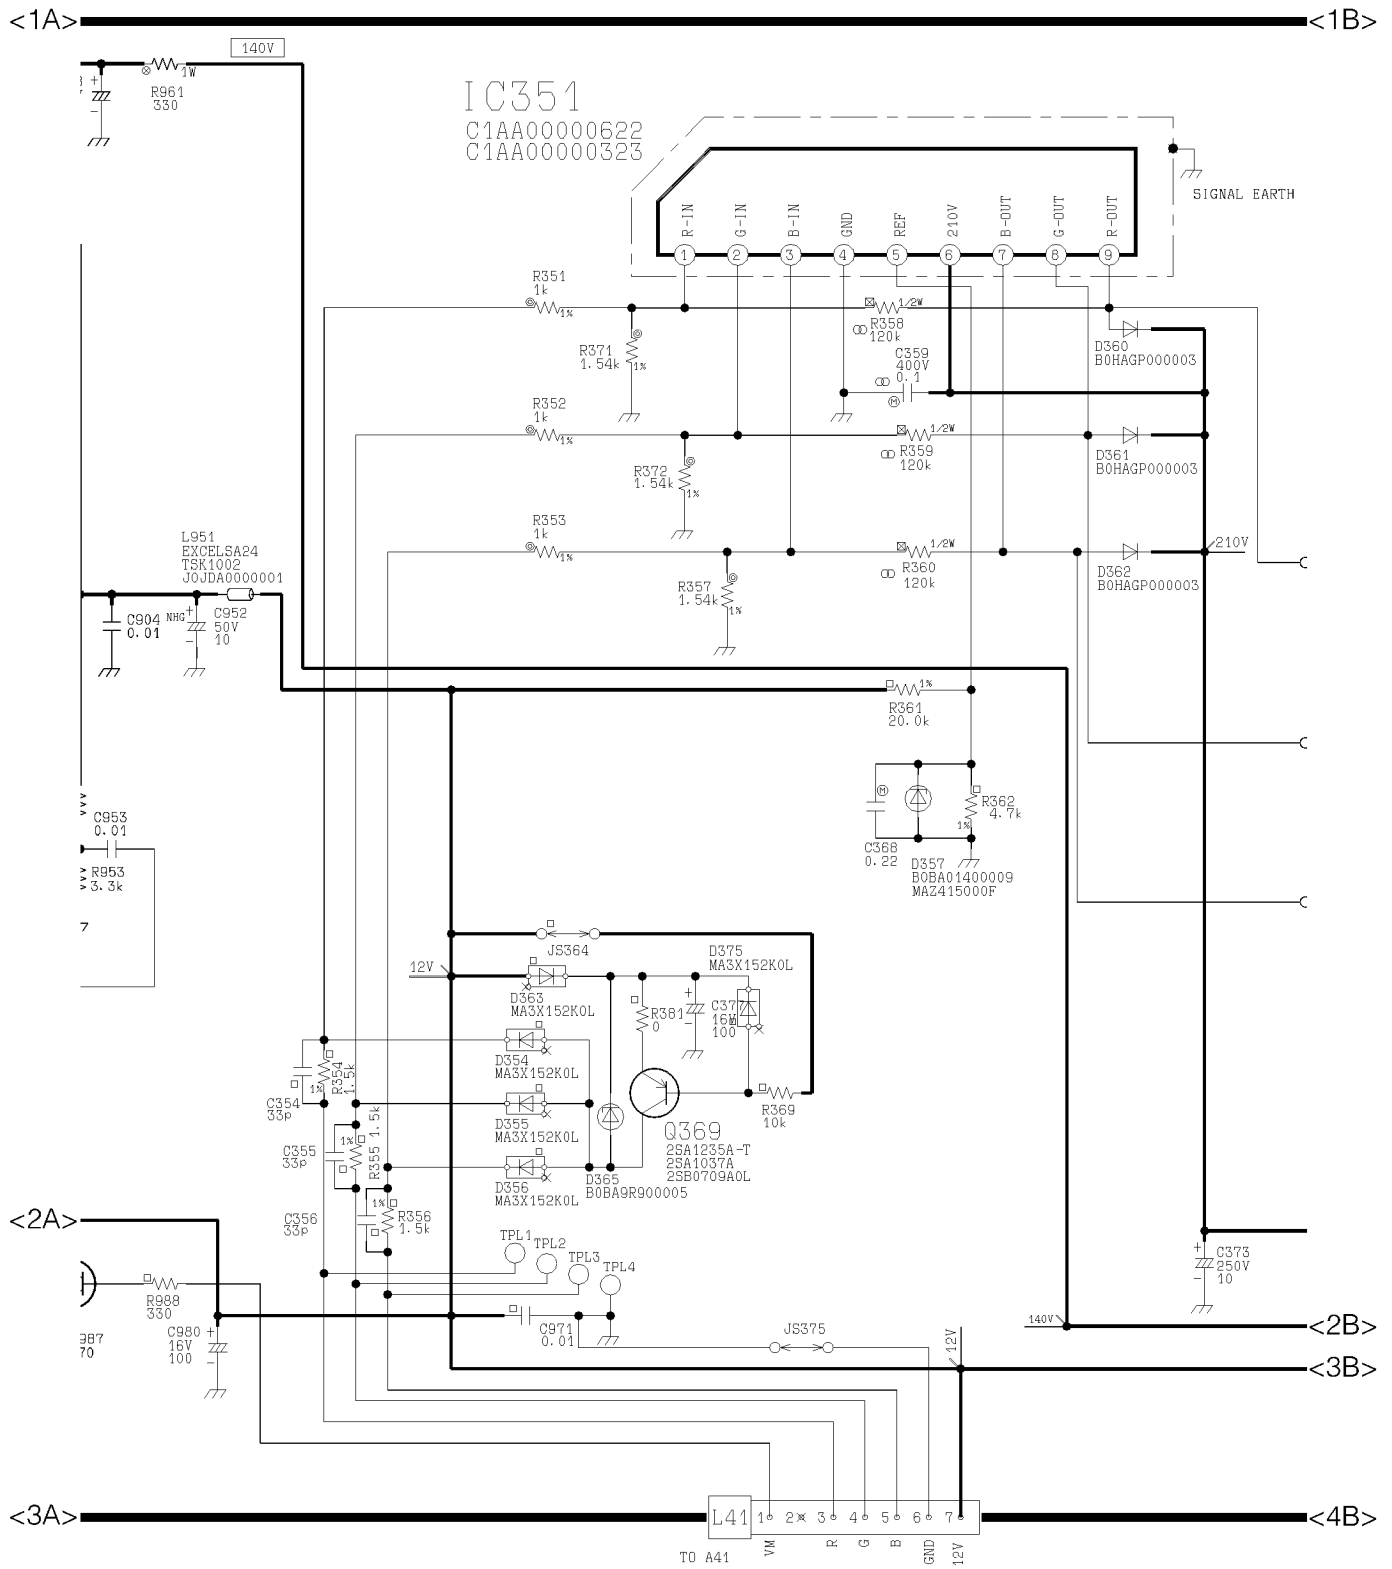 <1A>
<1B>
140V
1W
R961
330
+
-
IC351
C1AA00000622
C1AA00000323
SIGNAL EARTH
R-IN
G-IN
B-IN
GND
REF
210V
B-OUT
G-OUT
R-OUT
1 2 3 4 5 6 7 8 9
R351
1k
1%
1/2W
R358
120k
R371
1.54k
1%
C359
400V
0.1
M
D360
B0HAGP000003
R352
1k
1%
1/2W
R359
120k
D361
B0HAGP000003
R372
1.54k
1%
R353
1k
1%
1/2W
R360
120k
D362
B0HAGP000003
210V
R357
1.54k
1%
L951
EXCELSA24
TSK1002
J0JDA0000001
C904
0.01
NHG
+
-
C952
50V
10
1%
R361
20.0k
M
C368
0.22
R362
4.7k
1%
D357
B0BA01400009
MAZ415000F
C953
0.01
R953
3.3k
7
JS364
12V
D363
MA3X152K0L
D375
MA3X152K0L
R381
0
+
-
C377
16V
100
D354
MA3X152K0L
R354
1.5k
1%
C354
33p
D355
MA3X152K0L
R355 1.5k
1%
C355
33p
R369
10k
Q369
2SA1235A-T
2SA1037A
2SB0709A0L
D356
MA3X152K0L
D365
B0BA9R900005
C356
33p
1%
R356
1.5k
<2A>
TPL1
TPL2
TPL3
TPL4
R988
330
987
70
C980
16V
100
+
-
C971
0.01
JS375
C373
250V
10
+
-
140V
<2B>
12V
<3B>
<3A>
L41
1 2 3 4 5 6 7
<4B>
TO A41
VM
R
G
B
GND
12V